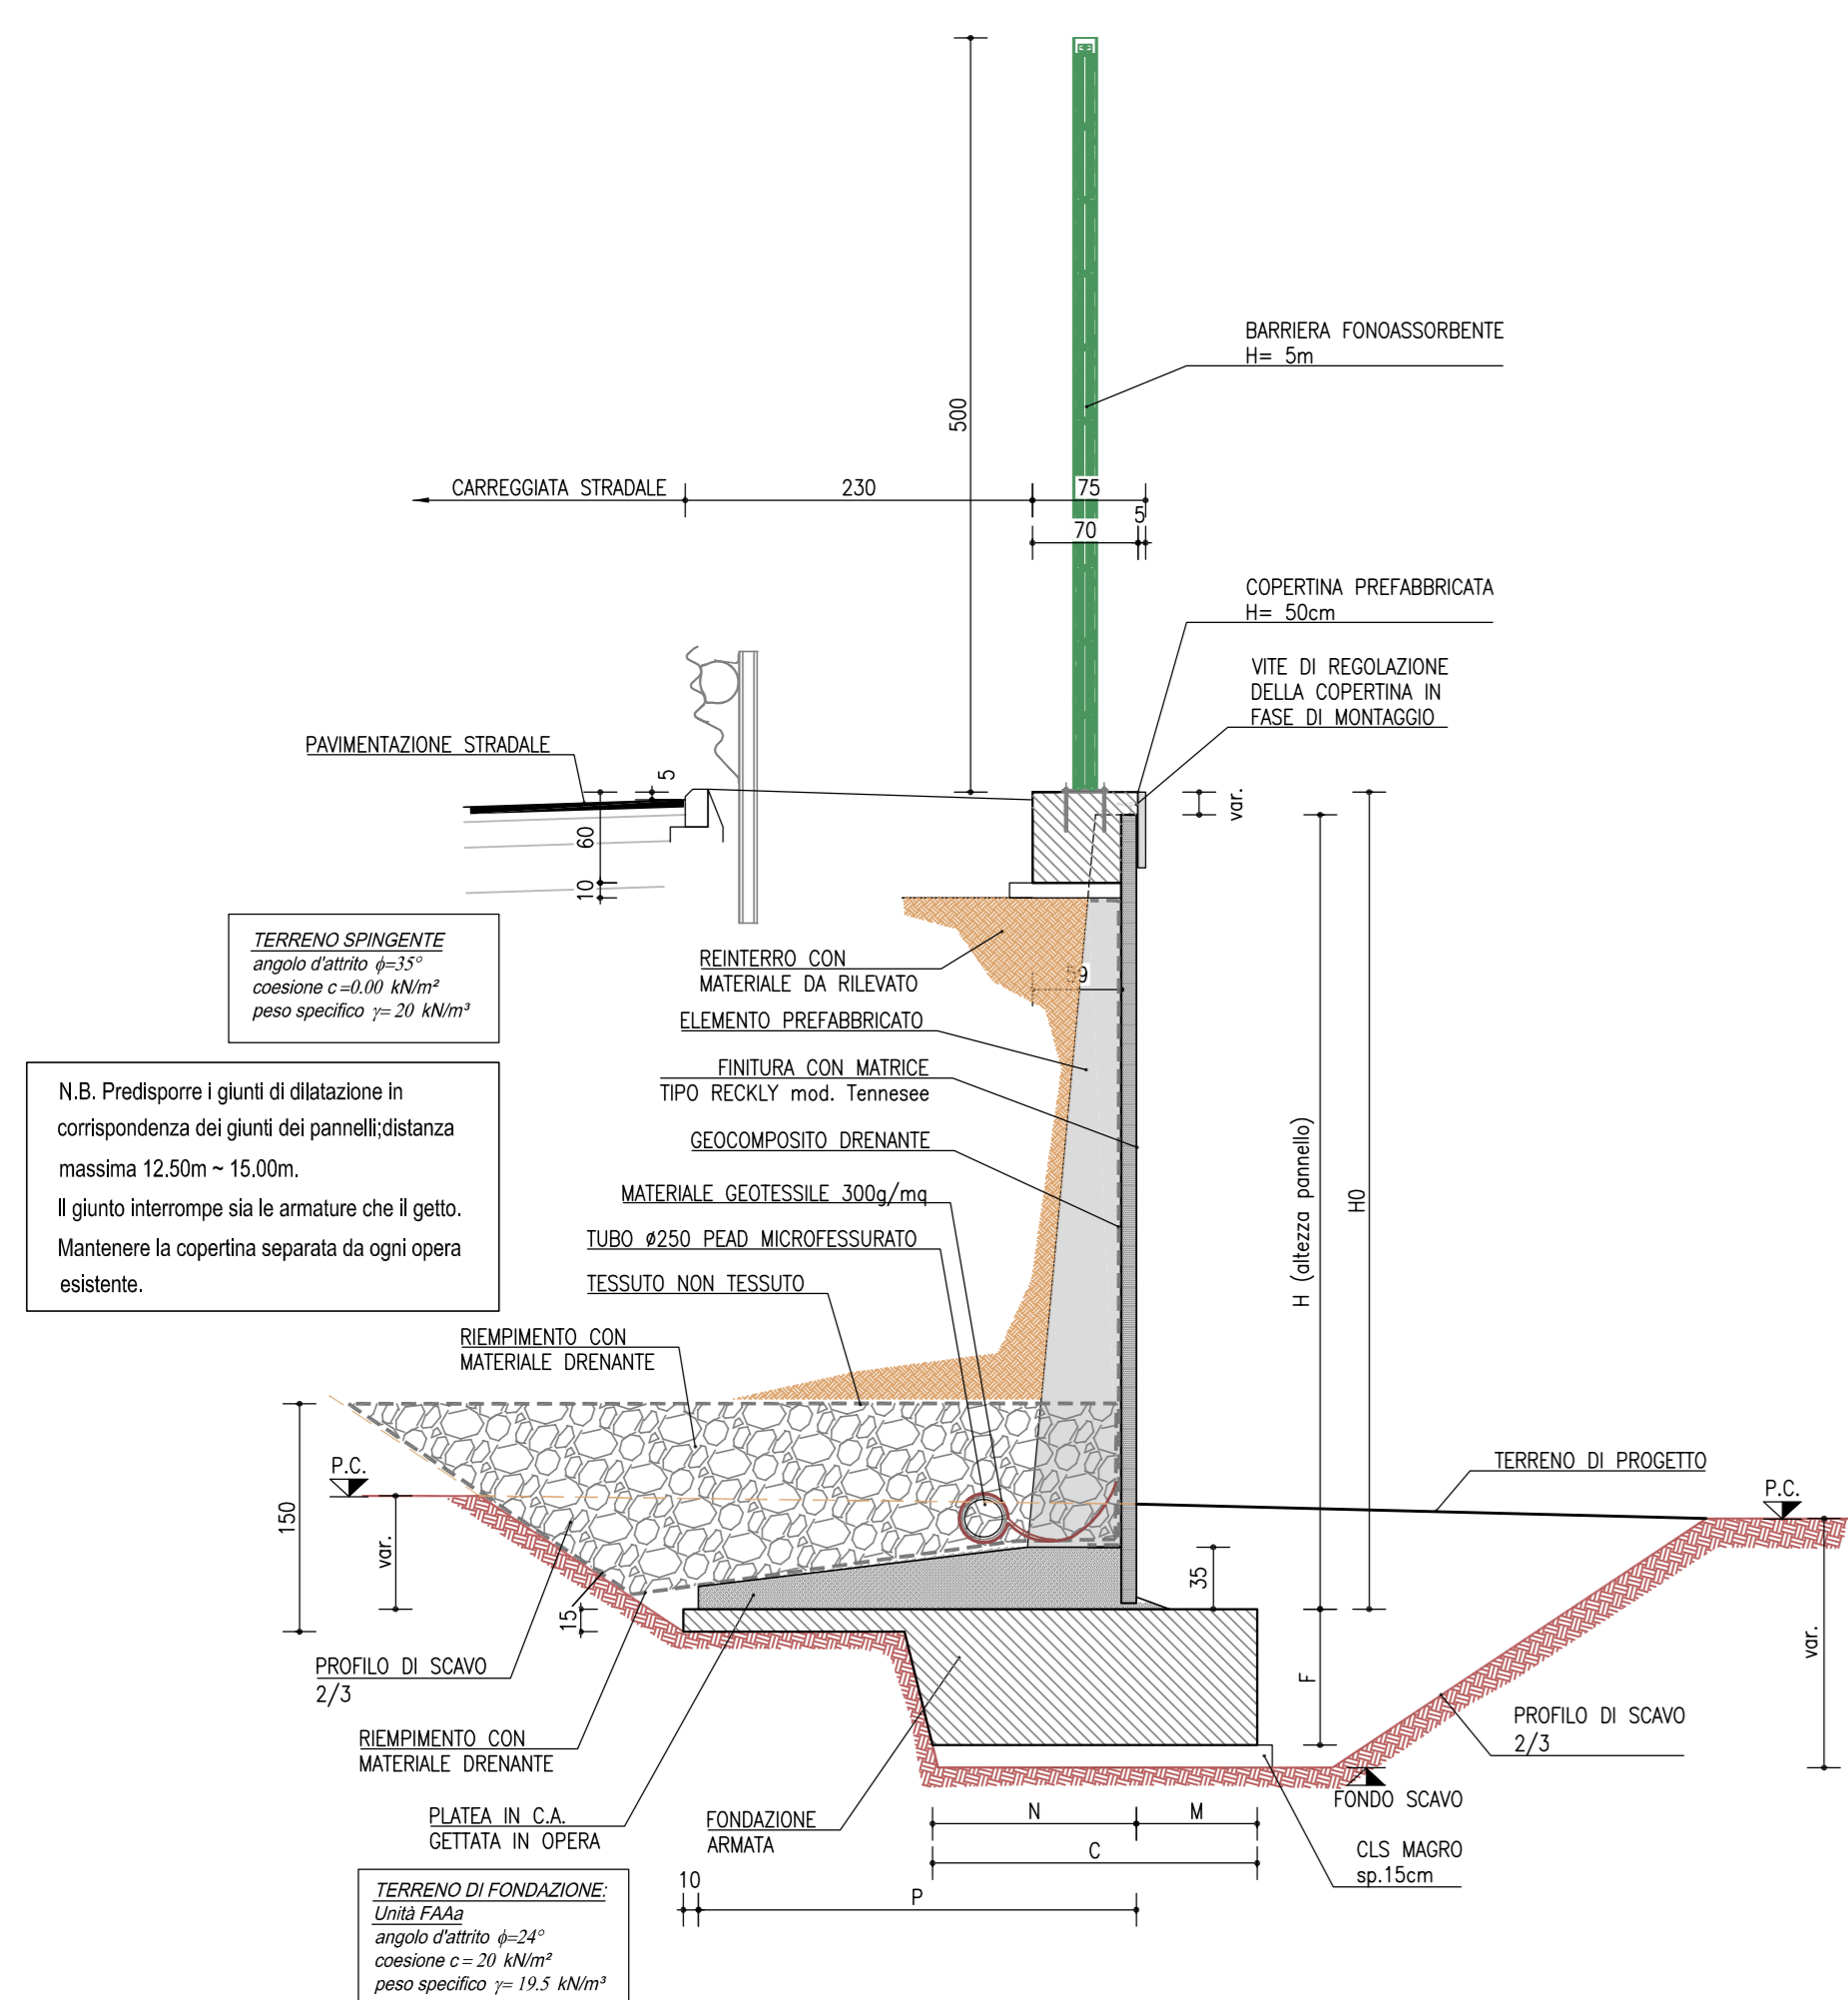 BARRIERA FONOASSORBENTE
H= 5m
500
CARREGGIATA STRADALE
230
75
5
70
COPERTINA PREFABBRICATA
H= 50cm
VITE DI REGOLAZIONE
DELLA COPERTINA IN
FASE DI MONTAGGIO
PAVIMENTAZIONE STRADALE
5
var.
60
10
TERRENO SPINGENTE
angolo d'attrito ϕ=35°
coesione c =0.00 kN/m²
peso specifico γ= 20 kN/m³
REINTERRO CON
MATERIALE DA RILEVATO
59
ELEMENTO PREFABBRICATO
FINITURA CON MATRICE
TIPO RECKLY mod. Tennesee
GEOCOMPOSITO DRENANTE
MATERIALE GEOTESSILE 300g/mq
TUBO ø250 PEAD MICROFESSURATO
TESSUTO NON TESSUTO
RIEMPIMENTO CON
MATERIALE DRENANTE
H (altezza pannello)
H0
N.B. Predisporre i giunti di dilatazione in
corrispondenza dei giunti dei pannelli;distanza
massima 12.50m ~ 15.00m.
Il giunto interrompe sia le armature che il getto.
Mantenere la copertina separata da ogni opera
esistente.
P.C.
150
var.
15
TERRENO DI PROGETTO
P.C.
35
var.
F
PROFILO DI SCAVO
2/3
RIEMPIMENTO CON
MATERIALE DRENANTE
PLATEA IN C.A.
GETTATA IN OPERA
FONDAZIONE
ARMATA
PROFILO DI SCAVO
2/3
FONDO SCAVO
N
M
C
CLS MAGRO
sp.15cm
10
P
TERRENO DI FONDAZIONE:
Unità FAAa
angolo d'attrito ϕ=24°
coesione c = 20 kN/m²
peso specifico γ= 19.5 kN/m³